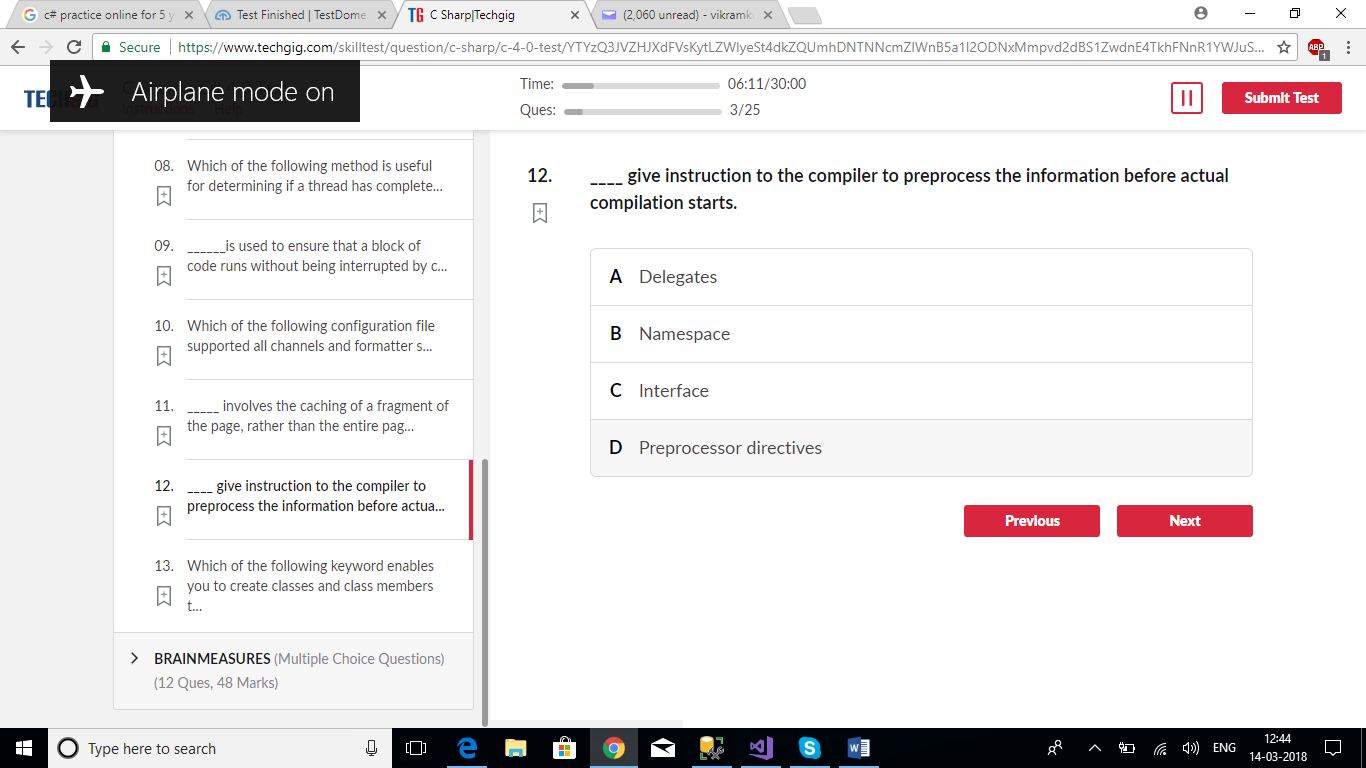 c# practice online for 5 y
Test Finished | TestDome
TG C Sharp|Techgig
(2,060 unread) - vikramk
Secure
https://www.techgig.com/skilltest/question/c-sharp/c-4-0-test/YTYzQ3JVZHJXdFVsKytLZWIyeSt4dkZQUmhDNTNNcmZIWnB5a1I2ODNxMmpvd2dBS1ZwdnE4TkhFNnR1YWJuS...
ABP
1
Airplane mode on
Time:
06:11/30:00
Ques:
3/25
Submit Test
08. Which of the following method is useful
for determining if a thread has complete...
09. ______is used to ensure that a block of
code runs without being interrupted by c...
10. Which of the following configuration file
supported all channels and formatter s...
11. _____ involves the caching of a fragment of
the page, rather than the entire pag...
12. ____ give instruction to the compiler to
preprocess the information before actua...
13. Which of the following keyword enables
you to create classes and class members
t...
BRAINMEASURES (Multiple Choice Questions)
(12 Ques, 48 Marks)
12. ____ give instruction to the compiler to preprocess the information before actual
compilation starts.
A Delegates
B Namespace
C Interface
D Preprocessor directives
Previous
Next
Type here to search
ENG
12:44
14-03-2018